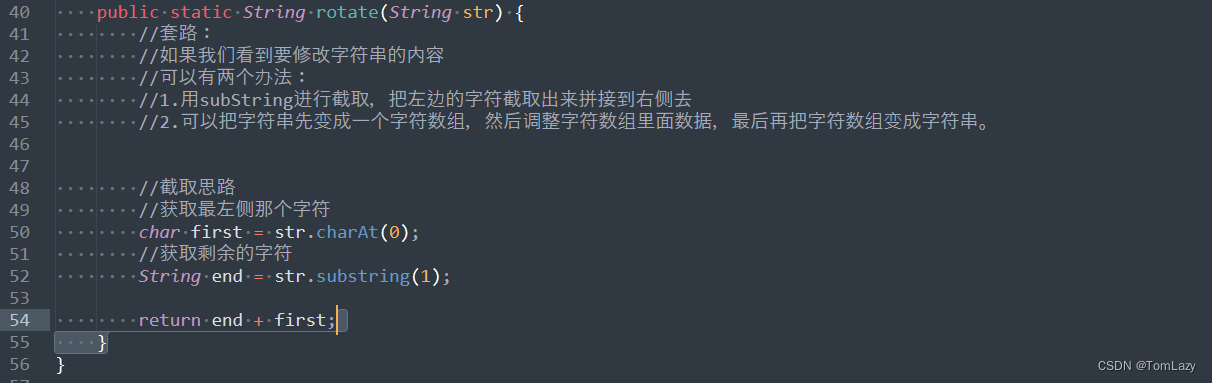 40 public static String rotate(String str) {
41 //套路：
42 //如果我们看到要修改字符串的内容
43 //可以有两个办法：
44 //1.用subString进行截取，把左边的字符截取出来拼接到右侧去
45 //2.可以把字符串先变成一个字符数组，然后调整字符数组里面数据，最后再把字符数组变成字符串。
46
47
48 //截取思路
49 //获取最左侧那个字符
50 char first = str.charAt(0);
51 //获取剩余的字符
52 String end = str.substring(1);
53
54 return end + first;
55 }
56 }
CSDN @TomLazy